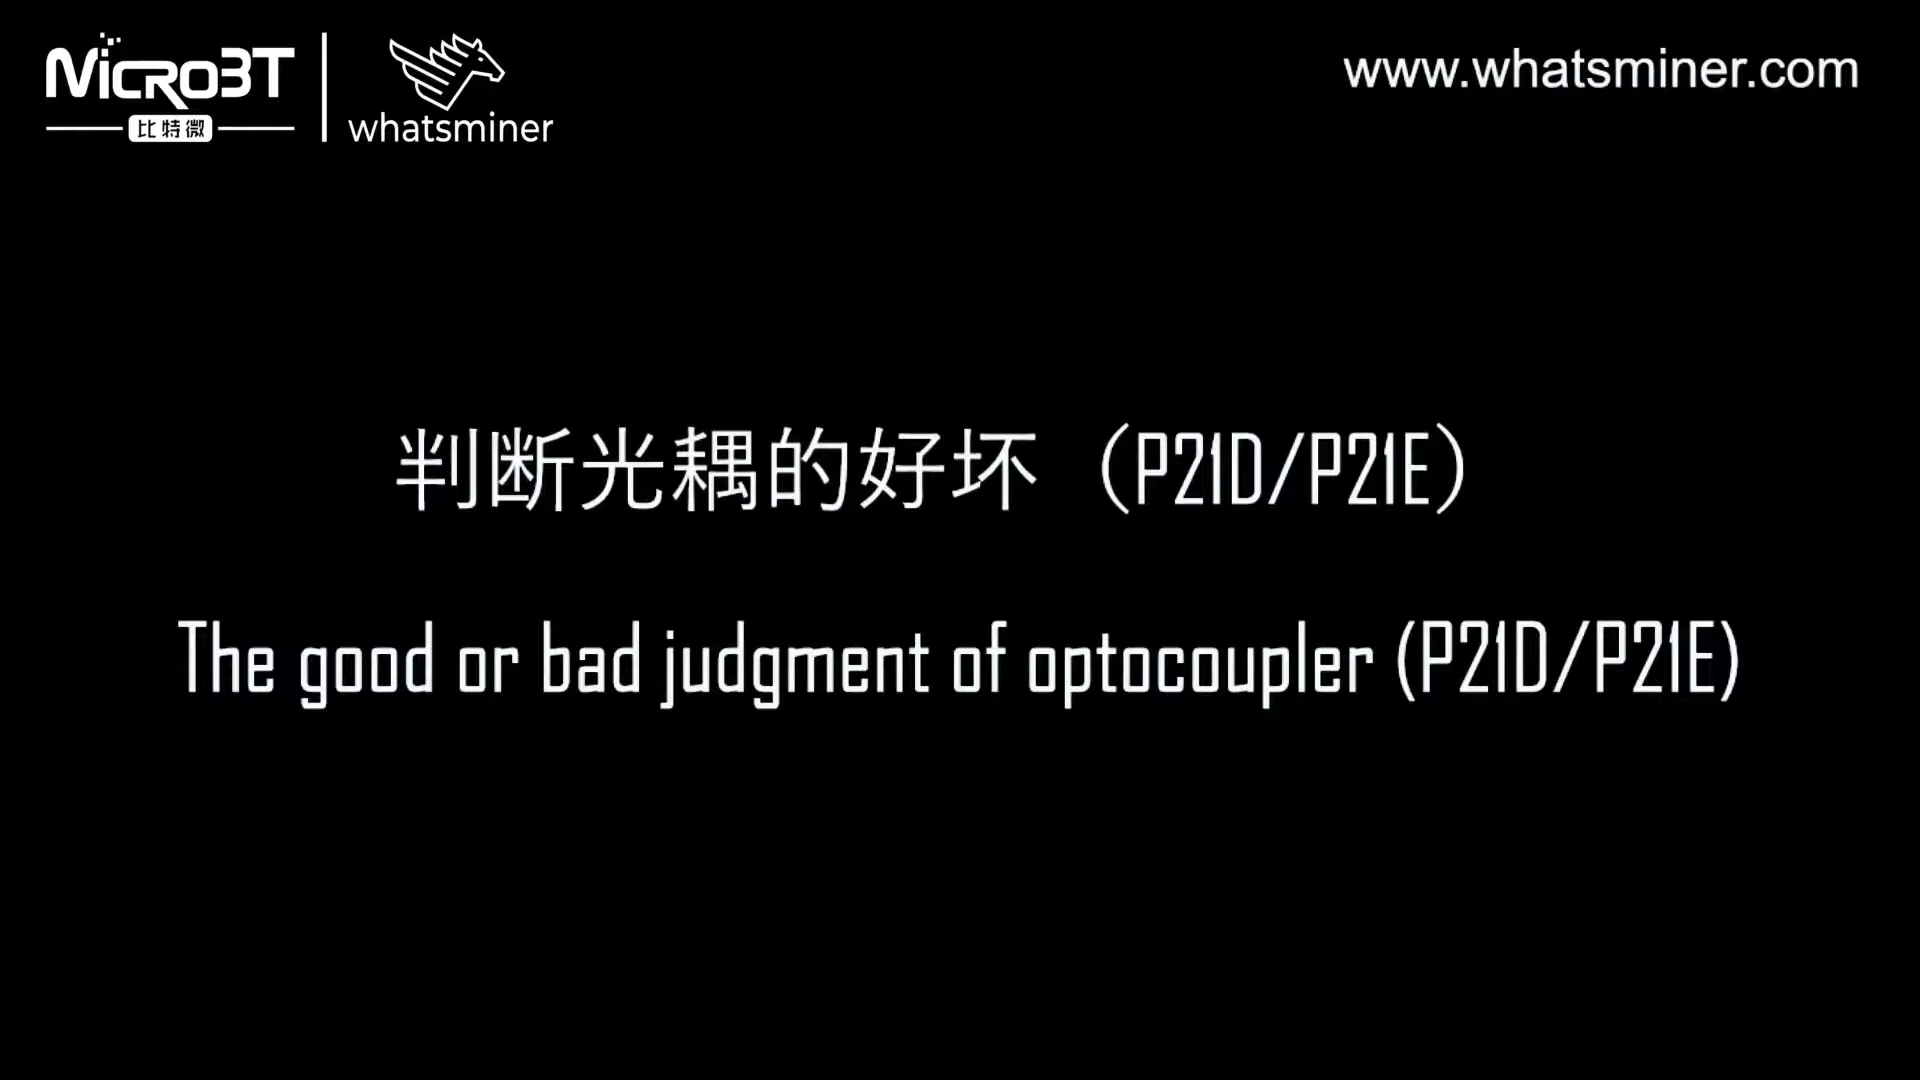 MicroBT
比特微
whatsminer
www.whatsminer.com
判断光耦的好坏（P21D/P21E）
The good or bad judgment of optocoupler (P21D/P21E)